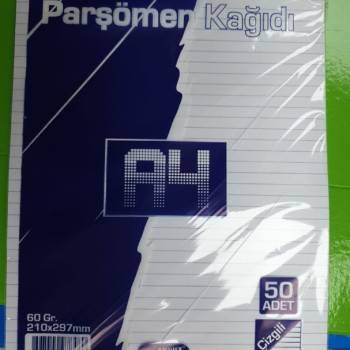 Parşömen Kağıdı
A4
50
ADET
60 Gr.
210x297mm
Çizgili